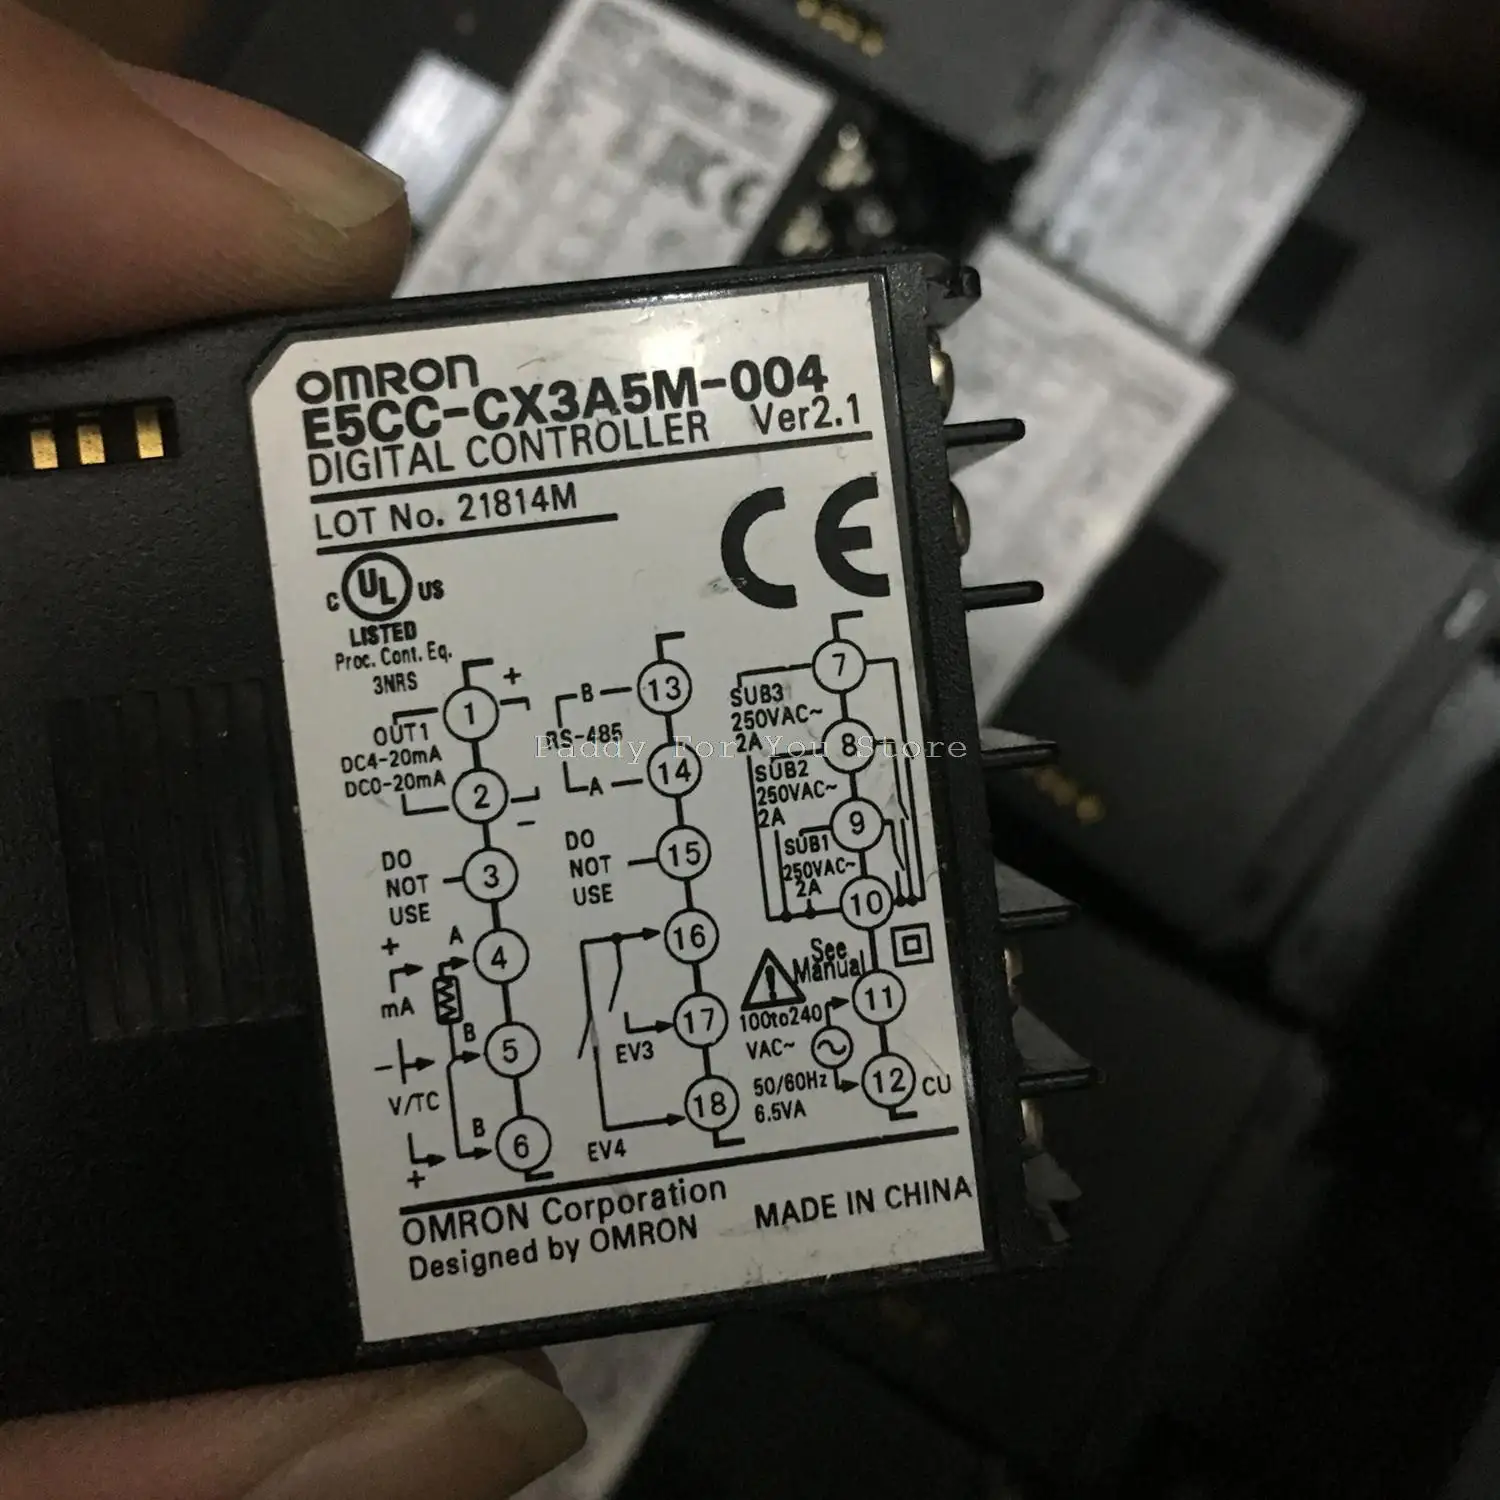 OMRON
E5CC-CX3A5M-004
DIGITAL CONTROLLER Ver2.1
LOT No. 21814M
C UL US
LISTED
Proc. Cont. Eq.
3NRS
CE
OUT1
DC4-20mA
DC0-20mA
+
1
2
-
DO
NOT
USE
3
+
mA
A
4
B
5
V/TC
+
B
6
B
13
RS-485
A
14
DO
NOT
USE
15
16
17
EV3
18
EV4
7
SUB3
250VAC~
2A
8
SUB2
250VAC~
2A
9
SUB1
250VAC~
2A
10
See
Manual
11
100to240
VAC~
50/60Hz
6.5VA
12
CU
OMRON Corporation
Designed by OMRON
MADE IN CHINA
Paddy For You Store